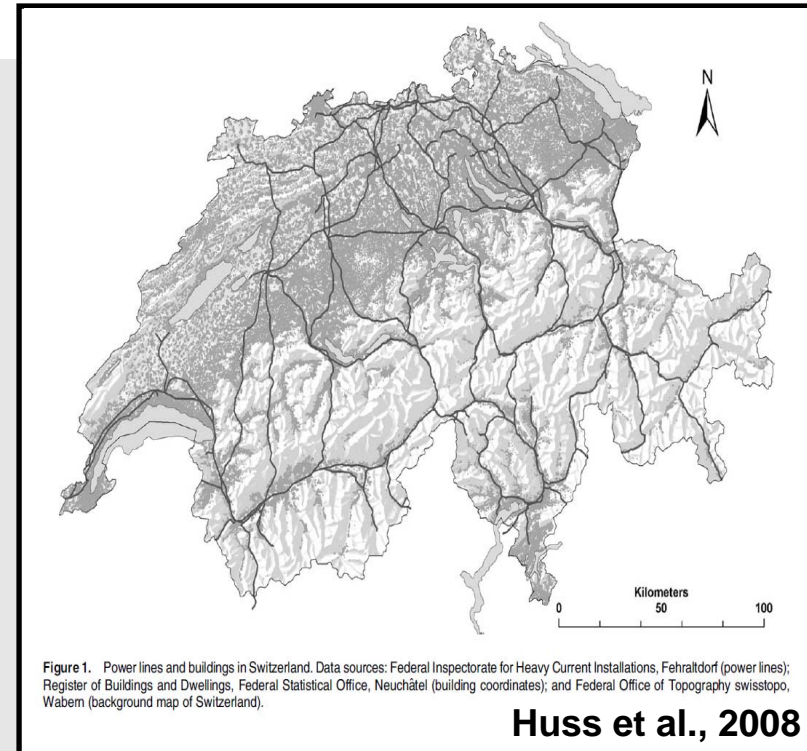 N
Kilometers
0 50 100
Figure 1. Power lines and buildings in Switzerland. Data sources: Federal Inspectorate for Heavy Current Installations, Fehraltdorf (power lines);
Register of Buildings and Dwellings, Federal Statistical Office, Neuchâtel (building coordinates); and Federal Office of Topography swisstopo,
Wabern (background map of Switzerland).
Huss et al., 2008